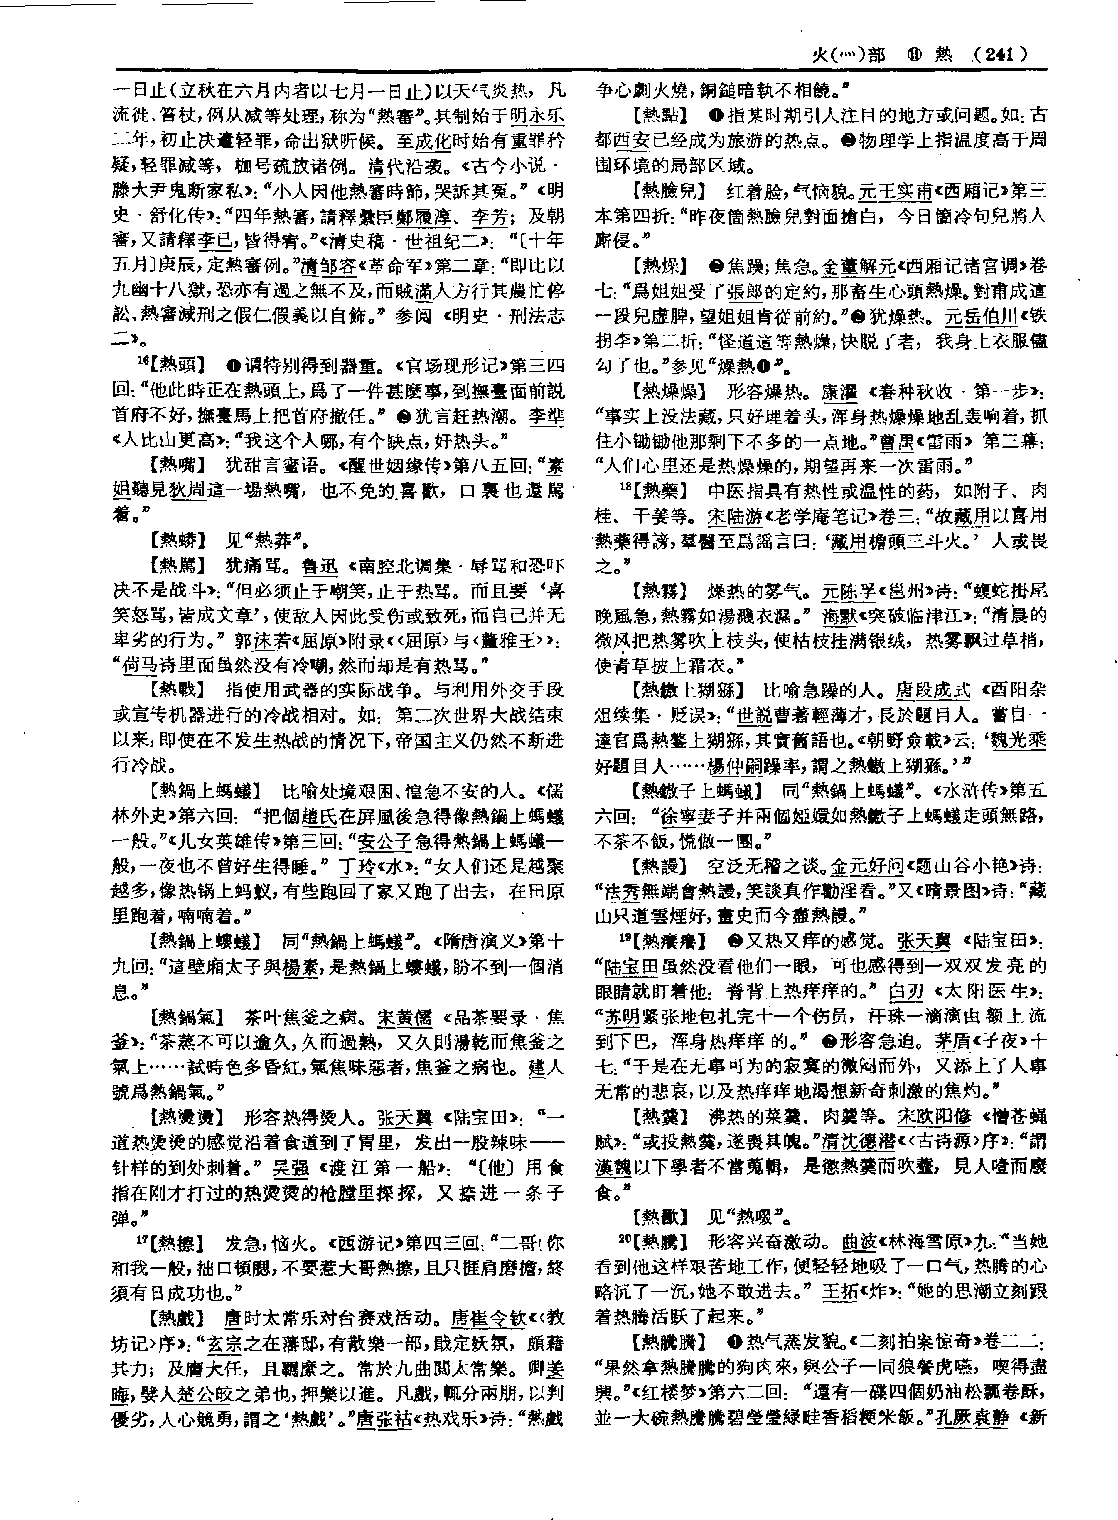 火(灬)部 ⑪ 熱 (241)
一日止(立秋在六月内者以七月一日止)以天气炎热，凡
流徙、笞杖，例从减等处理，称为“熱審”。其制始于明永乐
二年，初止决遣轻罪，命出狱听候。至成化时始有重罪矜
疑，轻罪减等，枷号疏放诸例。清代沿袭。《古今小说·
滕大尹鬼断家私》：“小人因他熱審時節，哭訴其冤。”《明
史·舒化传》：“四年熱審，請釋纍臣鄭履淳、李芳；及朝
審，又請釋李已，皆得宥。”《清史稿·世祖纪二》：“〔十年
五月〕庚辰，定熱審例。”清邹容《革命军》第二章：“即比以
九幽十八獄，恐亦有過之無不及，而賊滿人方行其農忙停
訟、熱審減刑之假仁假義以自飾。”参阅《明史·刑法志
二》。
16【熱頭】 ❶谓特别得到器重。《官场现形记》第三四
回：“他此時正在熱頭上，爲了一件甚麽事，到撫臺面前説
首府不好，撫臺馬上把首府撤任。”❷犹言赶热潮。李凖
《人比山更高》：“我这个人哪，有个缺点，好热头。”
【熱嘴】 犹甜言蜜语。《醒世姻缘传》第八五回：“素
姐聽見狄周這一場熱嘴，也不免的喜歡，口裏也還駡
着。”
【熱蟒】 见“熱莽”。
【熱駡】 犹痛骂。鲁迅《南腔北调集·辱骂和恐吓
决不是战斗》：“但必须止于嘲笑，止于热骂。而且要‘喜
笑怒骂，皆成文章’，使敌人因此受伤或致死，而自己并无
卑劣的行为。”郭沫若《屈原》附录《〈屈原〉与〈釐雅王〉》：
“荷马诗里面虽然没有冷嘲，然而却是有热骂。”
【熱戰】 指使用武器的实际战争。与利用外交手段
或宣传机器进行的冷战相对。如：第二次世界大战结束
以来，即使在不发生热战的情况下，帝国主义仍然不断进
行冷战。
【熱鍋上螞蟻】 比喻处境艰困、惶急不安的人。《儒
林外史》第六回：“把個趙氏在屏風後急得像熱鍋上螞蟻
一般。”《儿女英雄传》第三回：“安公子急得熱鍋上螞蟻一
般，一夜也不曾好生得睡。”丁玲《水》：“女人们还是越聚
越多，像热锅上蚂蚁，有些跑回了家又跑了出去，在田原
里跑着，喃喃着。”
【熱鍋上螻蟻】 同“熱鍋上螞蟻”。《隋唐演义》第十
九回：“這壁廂太子與楊素，是熱鍋上螻蟻，盼不到一個消
息。”
【熱鍋氣】 茶叶焦釜之病。宋黄儒《品茶要录·焦
釜》：“茶蒸不可以逾久，久而過熟，又久則湯乾而焦釜之
氣上……試時色多昏紅，氣焦味惡者，焦釜之病也。建人
號爲熱鍋氣。”
【熱燙燙】 形容热得烫人。张天翼《陆宝田》：“一
道热烫烫的感觉沿着食道到了胃里，发出一股辣味——
针样的到处刺着。”吴强《渡江第一船》：“〔他〕用食
指在刚才打过的热烫烫的枪膛里探探，又捺进一条子
弹。”
17【熱擦】 发急，恼火。《西游记》第四三回：“二哥！你
和我一般，拙口頓腮，不要惹大哥熱擦，且只捱肩磨擔，終
須有日成功也。”
【熱戲】 唐时太常乐对台赛戏活动。唐崔令钦《〈教
坊记〉序》：“玄宗之在藩邸，有散樂一部，戢定妖氛，頗藉
其力；及膺大任，且羈縻之。常於九曲閲太常樂。卿姜
晦，嬖人楚公皎之弟也，押樂以進。凡戲，輒分兩朋，以判
優劣，人心競勇，謂之‘熱戲’。”唐张祜《热戏乐》诗：“熱戲
争心劇火燒，銅鎚暗執不相饒。”
【熱點】 ❶指某时期引人注目的地方或问题。如：古
都西安已经成为旅游的热点。❷物理学上指温度高于周
围环境的局部区域。
【熱臉兒】 红着脸，气恼貌。元王实甫《西厢记》第三
本第四折：“昨夜箇熱臉兒對面搶白，今日箇冷句兒將人
厮侵。”
【熱燥】 ❶焦躁；焦急。金董解元《西厢记诸宫调》卷
七：“爲姐姐受了張郎的定約，那畜生心頭熱燥。對甫成這
一段兒虚脾，望姐姐肯從前約。”❷犹燥热。元岳伯川《铁
拐李》第二折：“怪道這等熱燥，快脱了者，我身上衣服儘
勾了也。”参见“燥熱❶”。
【熱燥燥】 形容燥热。康濯《春种秋收·第一步》：
“事实上没法藏，只好埋着头，浑身热燥燥地乱轰响着，抓
住小锄锄他那剩下不多的一点地。”曹禺《雷雨》第三幕：
“人们心里还是热燥燥的，期望再来一次雷雨。”
18【熱藥】 中医指具有热性或温性的药，如附子、肉
桂、干姜等。宋陆游《老学庵笔记》卷三：“故藏用以喜用
熱藥得謗，羣醫至爲謡言曰：‘藏用檐頭三斗火。’人或畏
之。”
【熱霧】 燥热的雾气。元陈孚《邕州》诗：“蝮蛇掛尾
晚風急，熱霧如湯濺衣濕。”海默《突破临津江》：“清晨的
微风把热雾吹上枝头，使枯枝挂满银绒，热雾飘过草梢，
使青草披上霜衣。”
【熱鏊上猢猻】 比喻急躁的人。唐段成式《酉阳杂
俎续集·贬误》：“世説曹著輕薄才，長於題目人。嘗目一
達官爲熱鏊上猢猻，其實舊語也。《朝野僉載》云：‘魏光乘
好題目人……楊仲嗣躁率，謂之熱鏊上猢猻。’”
【熱鏊子上螞蟻】 同“熱鍋上螞蟻”。《水浒传》第五
六回：“徐寧妻子并兩個婭嬛如熱鏊子上螞蟻走頭無路，
不茶不飯，慌做一團。”
【熱謾】 空泛无稽之谈。金元好问《题山谷小艳》诗：
“法秀無端會熱謾，笑談真作勸淫看。”又《晴景图》诗：“藏
山只道雲煙好，畫史而今盡熱謾。”
19【熱癢癢】 ❶又热又痒的感觉。张天翼《陆宝田》：
“陆宝田虽然没看他们一眼，可也感得到一双双发亮的
眼睛就盯着他：脊背上热痒痒的。”白刃《太阳医生》：
“苏明紧张地包扎完十一个伤员，汗珠一滴滴由额上流
到下巴，浑身热痒痒的。”❷形容急迫。茅盾《子夜》十
七：“于是在无事可为的寂寞的微闷而外，又添上了人事
无常的悲哀，以及热痒痒地渴想新奇刺激的焦灼。”
【熱羹】 沸热的菜羹、肉羹等。宋欧阳修《憎苍蝇
赋》：“或投熱羹，遂喪其魄。”清沈德潜《〈古诗源〉序》：“謂
漢魏以下學者不當蒐輯，是懲熱羹而吹虀，見人噎而廢
食。”
【熱歠】 见“熱啜”。
20【熱騰】 形容兴奋激动。曲波《林海雪原》九：“当她
看到他这样艰苦地工作，便轻轻地吸了一口气，热腾的心
略沉了一沉，她不敢进去。”王拓《炸》：“她的思潮立刻跟
着热腾活跃了起来。”
【熱騰騰】 ❶热气蒸发貌。《二刻拍案惊奇》卷二二：
“果然拿熱騰騰的狗肉來，與公子一同狼餐虎嚥，喫得盡
興。”《红楼梦》第六二回：“還有一碟四個奶油松瓤卷酥，
並一大碗熱騰騰碧瑩瑩緑畦香稻粳米飯。”孔厥袁静《新